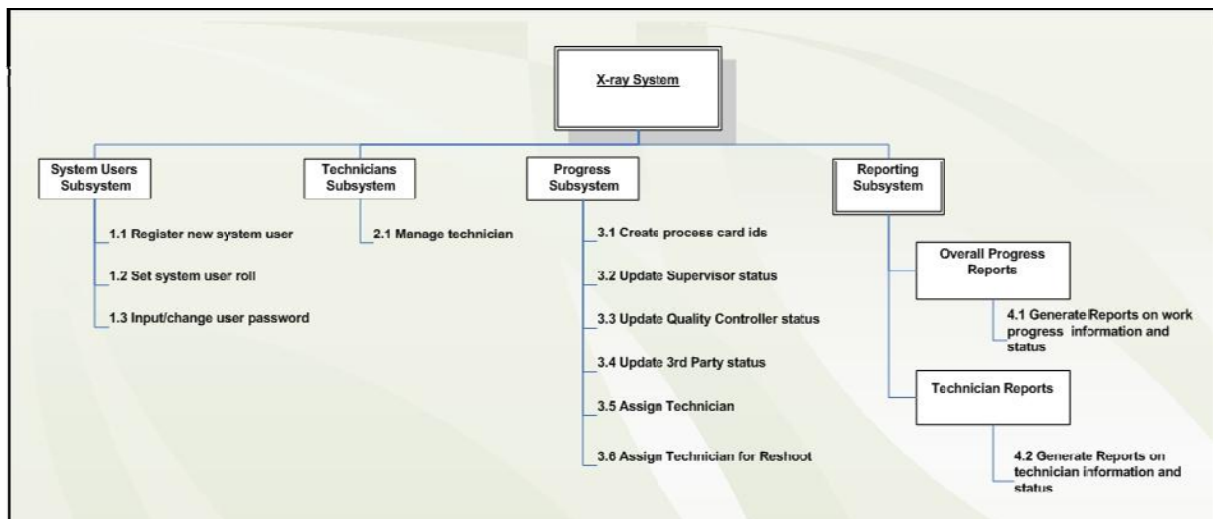 X-ray System
System Users
Subsystem
1.1 Register new system user
1.2 Set system user roll
1.3 Input/change user password
Technicians
Subsystem
2.1 Manage technician
Progress
Subsystem
3.1 Create process card ids
3.2 Update Supervisor status
3.3 Update Quality Controller status
3.4 Update 3rd Party status
3.5 Assign Technician
3.6 Assign Technician for Reshoot
Reporting
Subsystem
Overall Progress
Reports
4.1 Generate Reports on work
progress information and
status
Technician Reports
4.2 Generate Reports on
technician information and
status